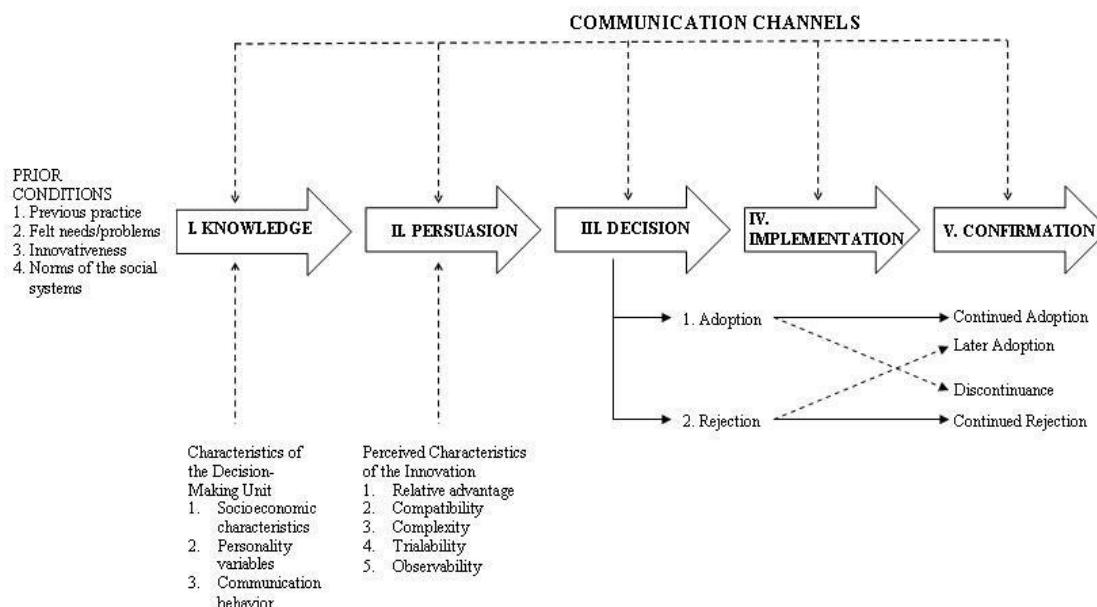 COMMUNICATION CHANNELS
PRIOR
CONDITIONS
1. Previous practice
2. Felt needs/problems
3. Innovativeness
4. Norms of the social
systems
I. KNOWLEDGE
II. PERSUASION
III. DECISION
IV.
IMPLEMENTATION
V. CONFIRMATION
1. Adoption
2. Rejection
Continued Adoption
Later Adoption
Discontinuance
Continued Rejection
Characteristics of
the Decision-
Making Unit
1. Socioeconomic
characteristics
2. Personality
variables
3. Communication
behavior
Perceived Characteristics
of the Innovation
1. Relative advantage
2. Compatibility
3. Complexity
4. Trialability
5. Observability